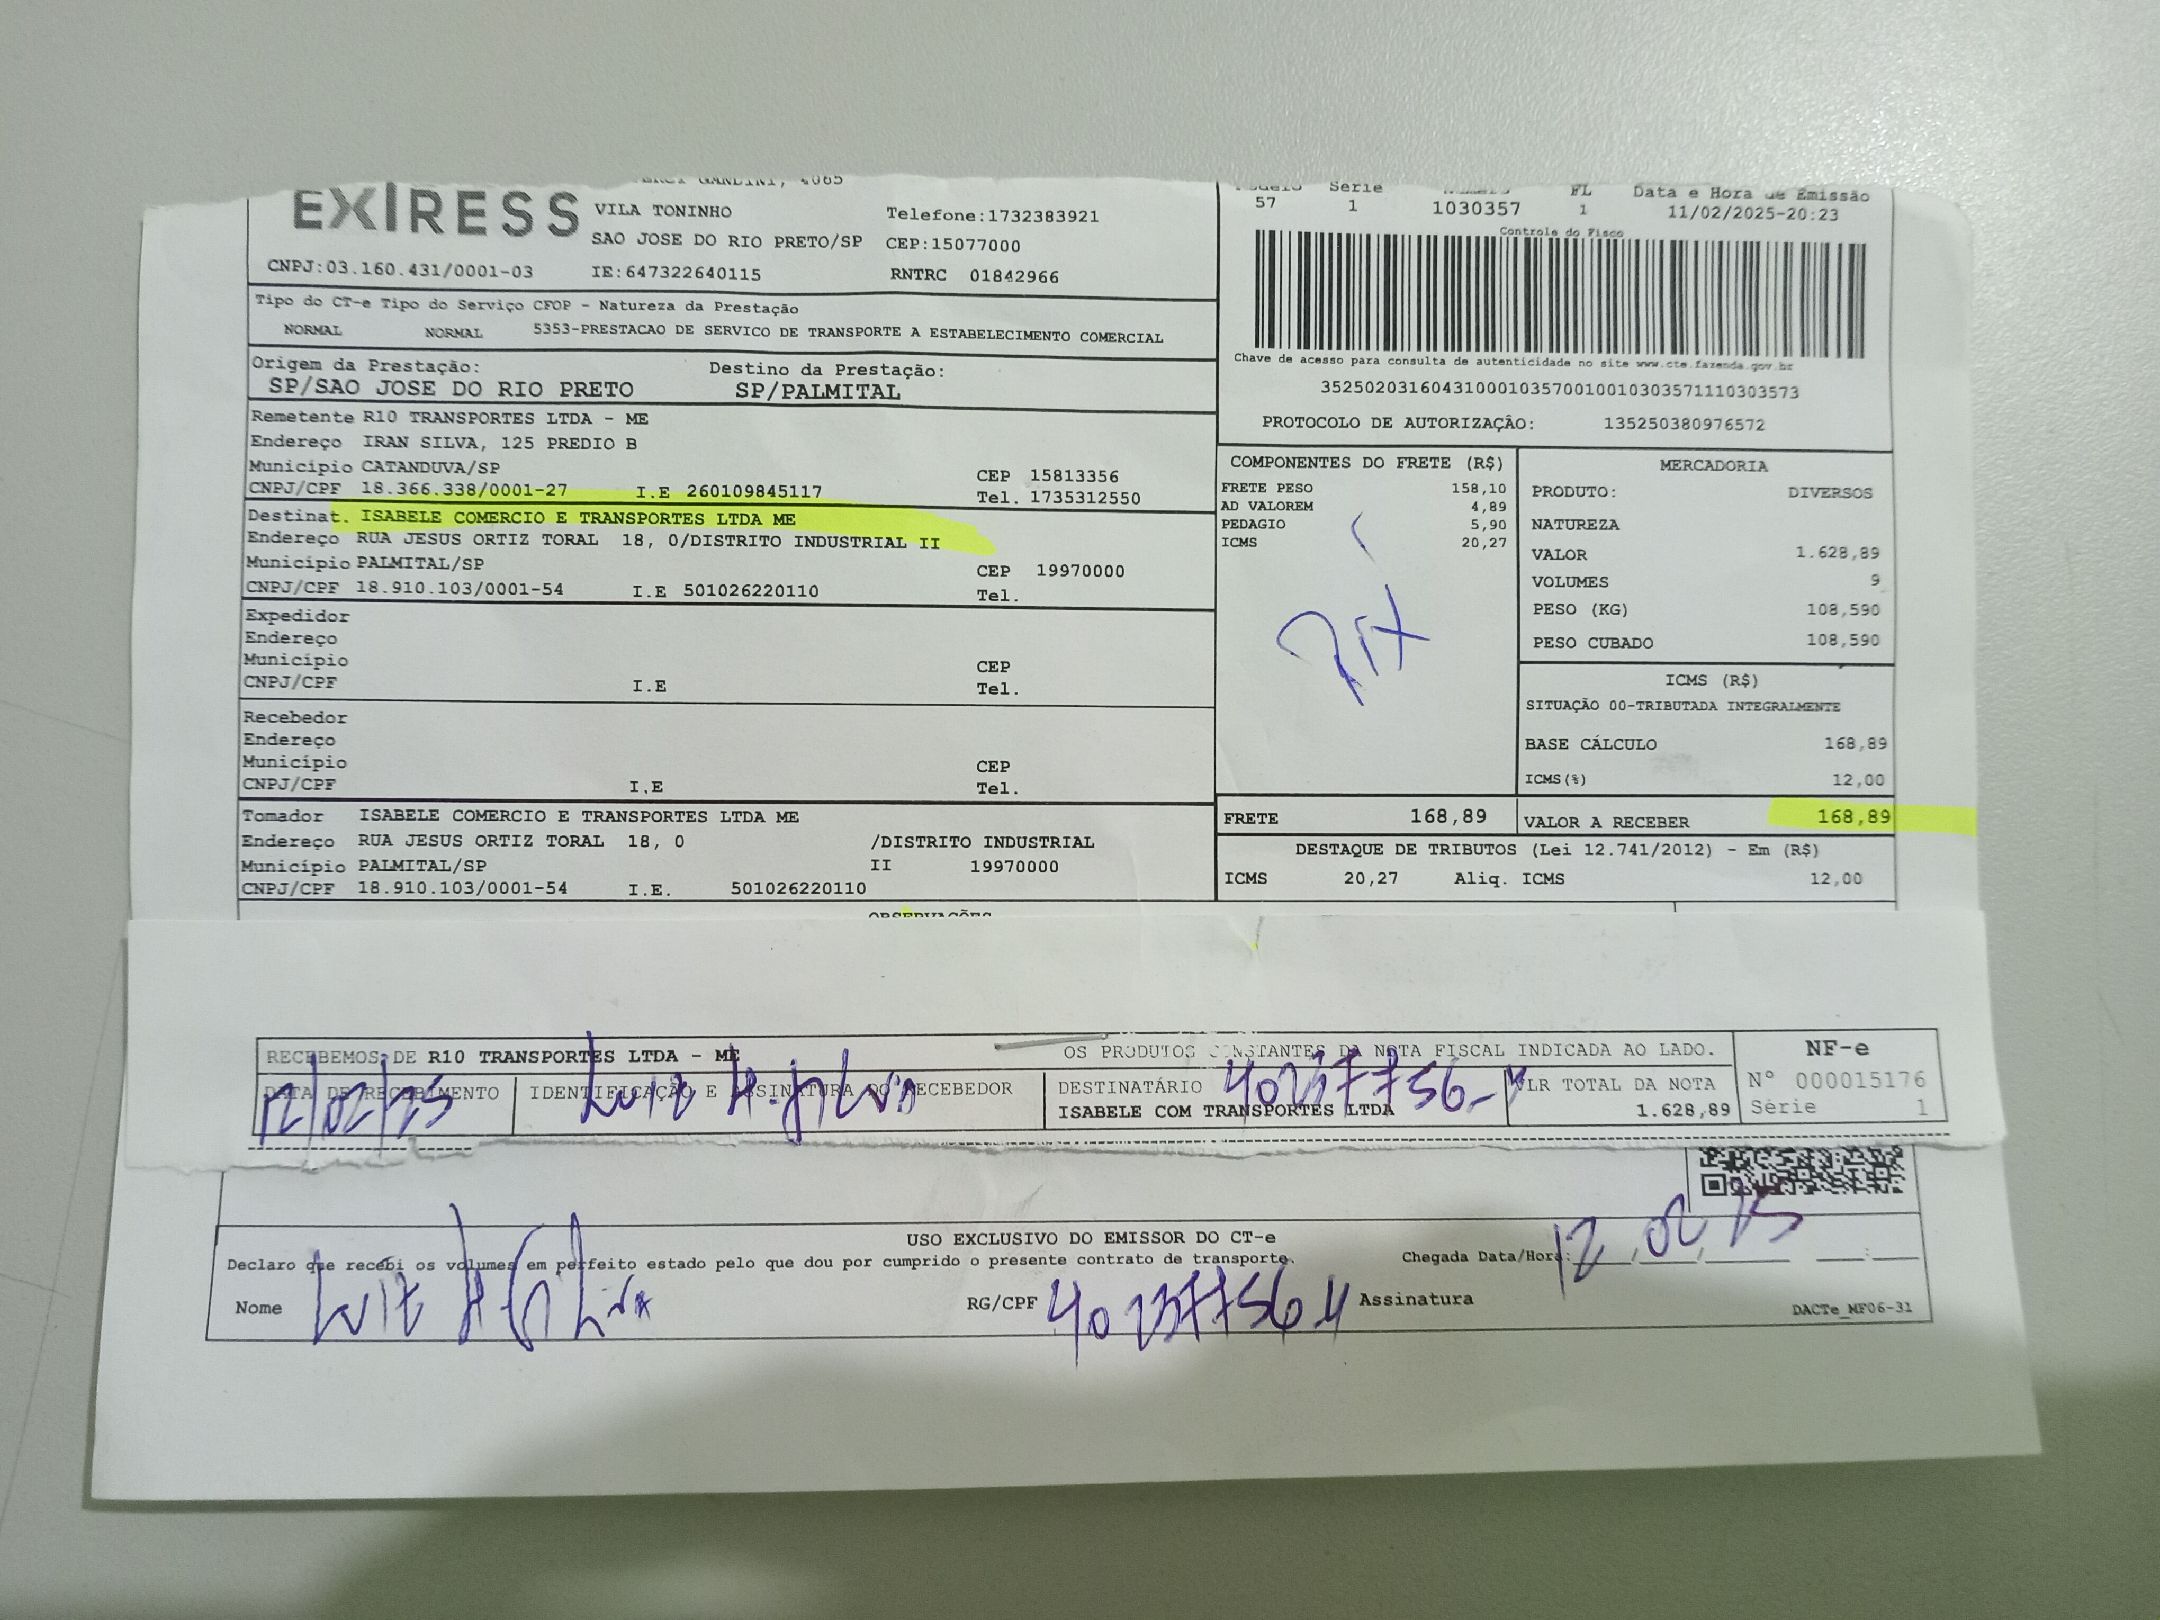 EXIRESS
VILA TONINHO
Telefone:1732383921
SAO JOSE DO RIO PRETO/SP CEP:15077000
CNPJ:03.160.431/0001-03 IE:647322640115 RNTRC 01842966
Serie FL Data e Hora de Emissão
57 1 1030357 1 11/02/2025-20:23
Controle do Fisco
Tipo do CT-e Tipo do Serviço CFOP - Natureza da Prestação
NORMAL NORMAL 5353-PRESTACAO DE SERVICO DE TRANSPORTE A ESTABELECIMENTO COMERCIAL
Chave de acesso para consulta de autenticidade no site www.cte.fazenda.gov.br
35250203160431000103570010010303571110303573
PROTOCOLO DE AUTORIZAÇÂO: 135250380976572
Origem da Prestação: Destino da Prestação:
SP/SAO JOSE DO RIO PRETO SP/PALMITAL
Remetente R10 TRANSPORTES LTDA - ME
Endereço IRAN SILVA, 125 PREDIO B
Município CATANDUVA/SP CEP 15813356
CNPJ/CPF 18.366.338/0001-27 I.E 260109845117 Tel. 1735312550
Destinat. ISABELE COMERCIO E TRANSPORTES LTDA ME
Endereço RUA JESUS ORTIZ TORAL 18, 0/DISTRITO INDUSTRIAL II
Município PALMITAL/SP CEP 19970000
CNPJ/CPF 18.910.103/0001-54 I.E 501026220110 Tel.
Expedidor
Endereço
Município CEP
CNPJ/CPF I.E Tel.
Recebedor
Endereço
Município CEP
CNPJ/CPF I.E Tel.
Tomador ISABELE COMERCIO E TRANSPORTES LTDA ME
Endereço RUA JESUS ORTIZ TORAL 18, 0 /DISTRITO INDUSTRIAL
Município PALMITAL/SP II 19970000
CNPJ/CPF 18.910.103/0001-54 I.E. 501026220110
COMPONENTES DO FRETE (R$)
FRETE PESO 158,10
AD VALOREM 4,89
PEDAGIO 5,90
ICMS 20,27
PIX
MERCADORIA
PRODUTO: DIVERSOS
NATUREZA
VALOR 1.628,89
VOLUMES 9
PESO (KG) 108,590
PESO CUBADO 108,590
ICMS (R$)
SITUAÇÃO 00-TRIBUTADA INTEGRALMENTE
BASE CÁLCULO 168,89
ICMS(%) 12,00
FRETE 168,89 VALOR A RECEBER 168,89
DESTAQUE DE TRIBUTOS (Lei 12.741/2012) - Em (R$)
ICMS 20,27 Aliq. ICMS 12,00
OBSERVAÇÕES
RECEBEMOS DE R10 TRANSPORTES LTDA - ME OS PRODUTOS CONSTANTES DA NOTA FISCAL INDICADA AO LADO.
NF-e
Nº 000015176
Série 1
DATA DE RECEBIMENTO IDENTIFICAÇÃO E ASSINATURA DO RECEBEDOR DESTINATÁRIO VLR TOTAL DA NOTA
ISABELE COM TRANSPORTES LTDA 1.628,89
12/02/25
USO EXCLUSIVO DO EMISSOR DO CT-e
Declaro que recebi os volumes em perfeito estado pelo que dou por cumprido o presente contrato de transporte. Chegada Data/Hora: 12 02 25
Nome Luiz RG/CPF Assinatura
DACTe_MF06-31